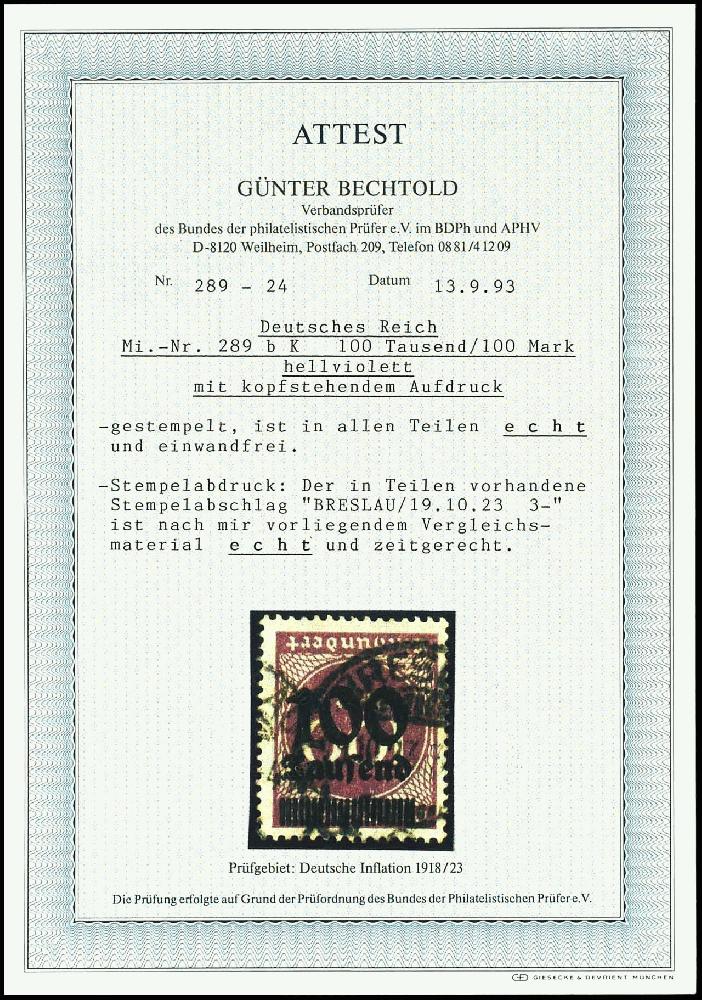 ATTEST
GÜNTER BECHTOLD
Verbandsprüfer
des Bundes der philatelistischen Prüfer e.V. im BDPh und APHV
D-8120 Weilheim, Postfach 209, Telefon 0881/41209
Nr. 289 - 24 Datum 13.9.93
Deutsches Reich
Mi.-Nr. 289 b K 100 Tausend/100 Mark
hellviolett
mit kopfstehendem Aufdruck
-gestempelt, ist in allen Teilen e c h t
und einwandfrei.
-Stempelabdruck: Der in Teilen vorhandene
Stempelabschlag "BRESLAU/19.10.23 3-"
ist nach mir vorliegendem Vergleichs-
material e c h t und zeitgerecht.
100
Tausend
Prüfgebiet: Deutsche Inflation 1918/23
Die Prüfung erfolgte auf Grund der Prüfordnung des Bundes der Philatelistischen Prüfer e.V.
GIESECKE & DEVRIENT MÜNCHEN